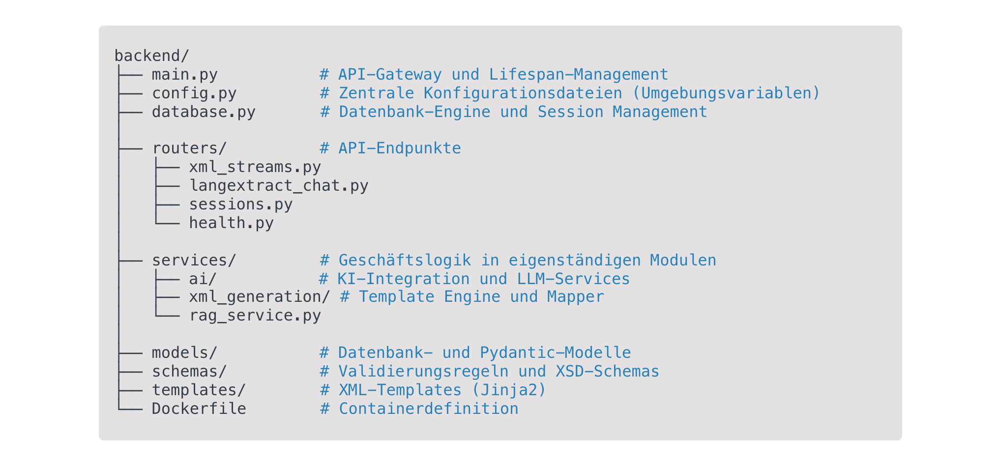 backend/
├── main.py           # API-Gateway und Lifespan-Management
├── config.py         # Zentrale Konfigurationsdateien (Umgebungsvariablen)
├── database.py       # Datenbank-Engine und Session Management
│
├── routers/          # API-Endpunkte
│   ├── xml_streams.py
│   ├── langextract_chat.py
│   ├── sessions.py
│   └── health.py
│
├── services/         # Geschäftslogik in eigenständigen Modulen
│   ├── ai/           # KI-Integration und LLM-Services
│   ├── xml_generation/ # Template Engine und Mapper
│   └── rag_service.py
│
├── models/           # Datenbank- und Pydantic-Modelle
├── schemas/          # Validierungsregeln und XSD-Schemas
├── templates/        # XML-Templates (Jinja2)
└── Dockerfile        # Containerdefinition